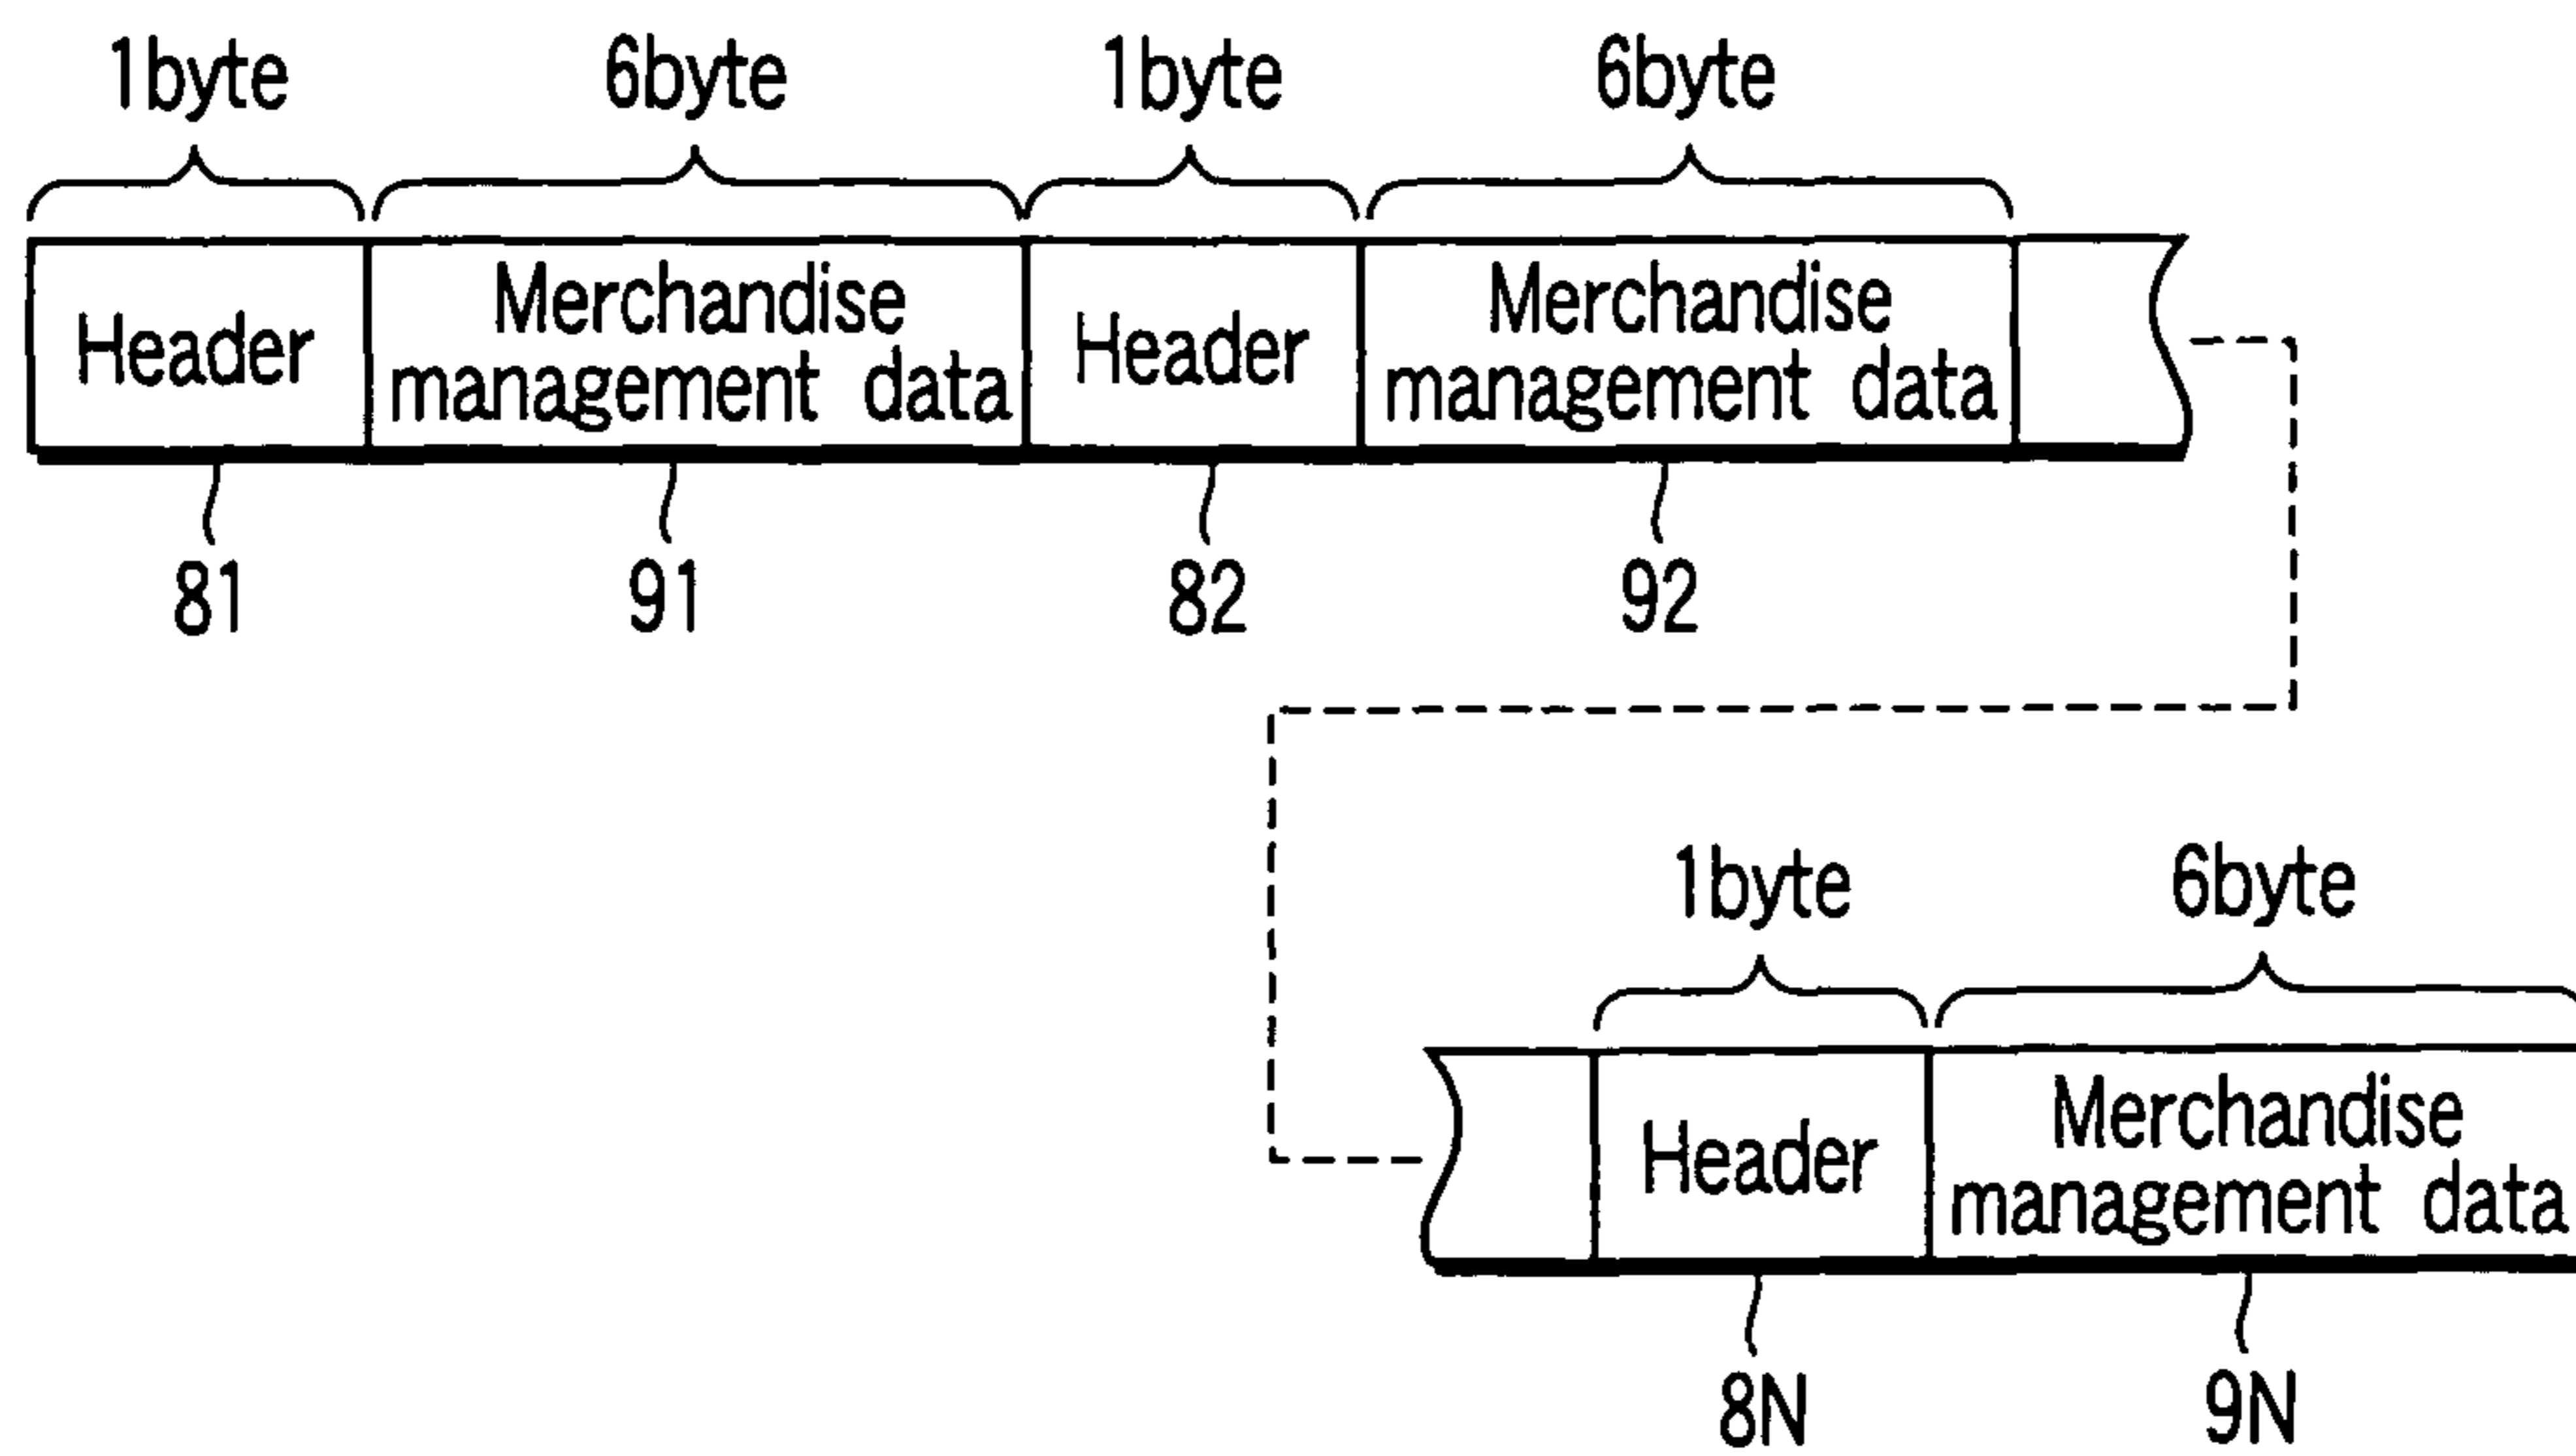 1byte 6byte 1byte 6byte
Header
Merchandise
management data
Header
Merchandise
management data
81 91 82 92
1byte 6byte
Header
Merchandise
management data
8N 9N